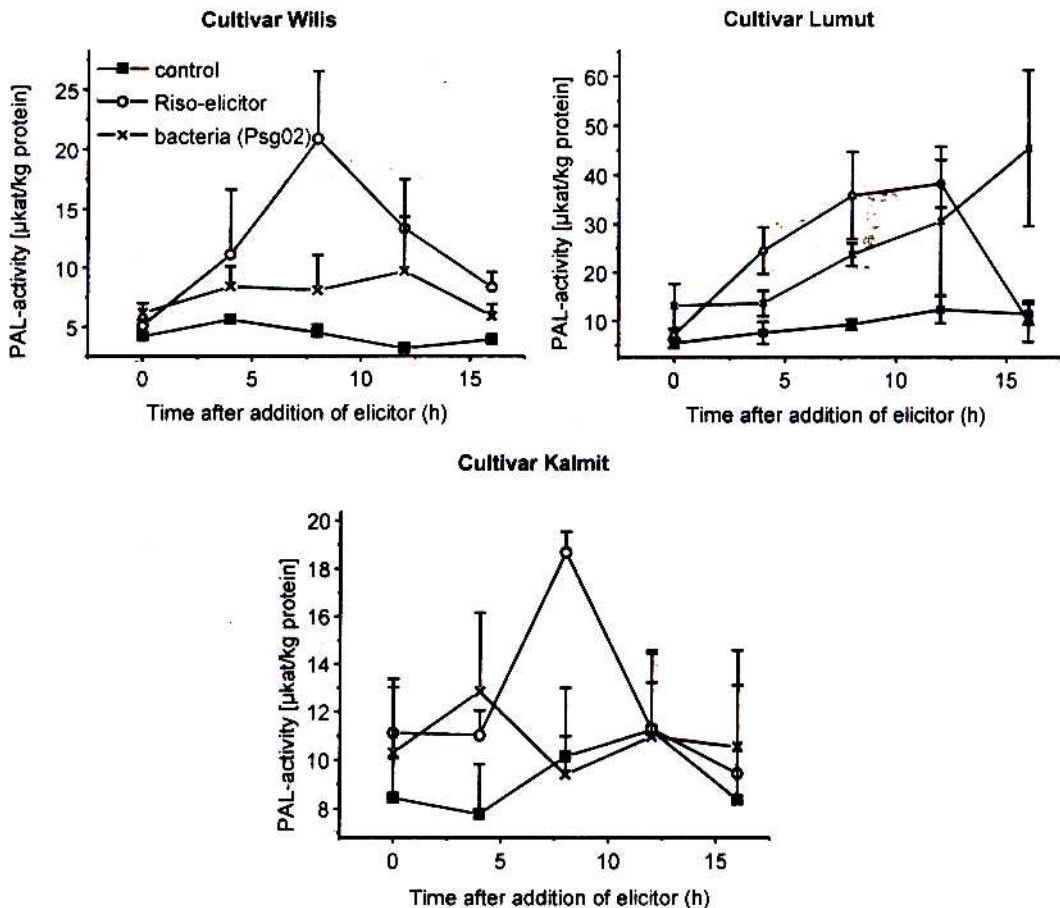 Cultivar Wilis
PAL-activity [µkat/kg protein]
25
20
15
10
5
control
Riso-elicitor
bacteria (Psg02)
0 5 10 15
Time after addition of elicitor (h)
Cultivar Lumut
PAL-activity [µkat/kg protein]
60
50
40
30
20
10
0 5 10 15
Time after addition of elicitor (h)
Cultivar Kalmit
PAL-activity [µkat/kg protein]
20
18
16
14
12
10
8
0 5 10 15
Time after addition of elicitor (h)